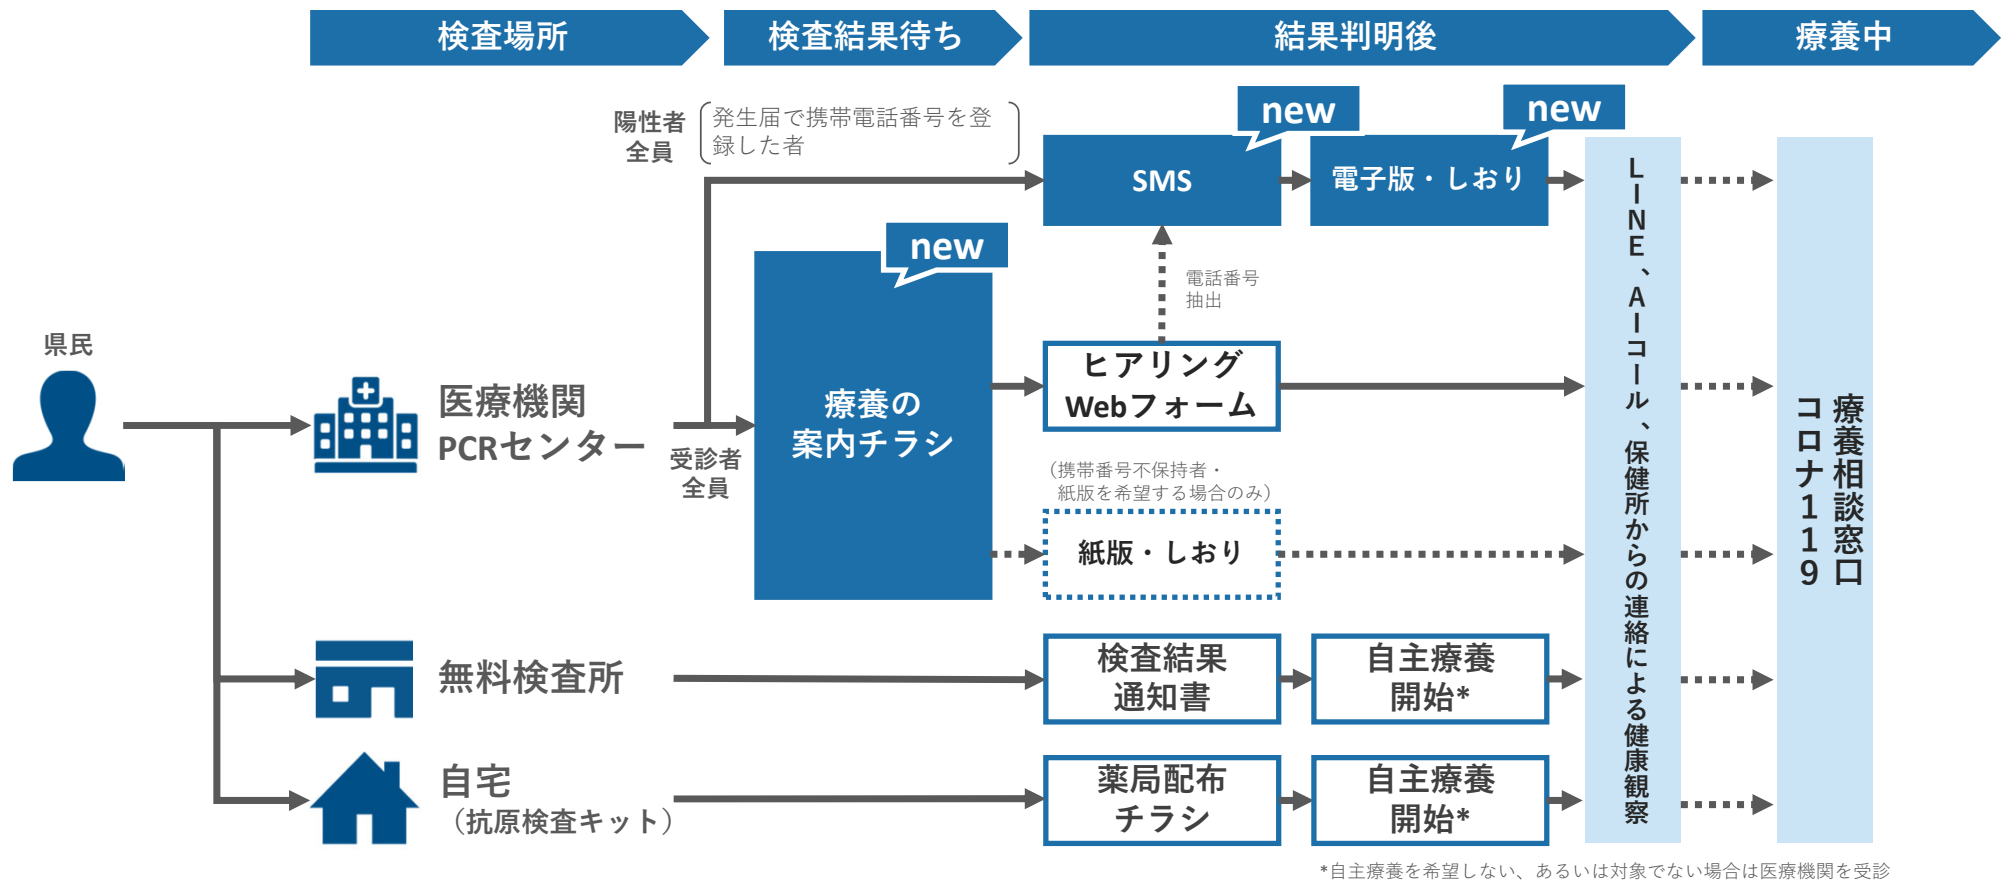 検査場所
検査結果待ち
結果判明後
療養中
陽性者
全員
発生届で携帯電話番号を登
録した者
new
new
SMS
電子版・しおり
new
電話番号
抽出
県民
医療機関
PCRセンター
受診者
全員
療養の
案内チラシ
ヒアリング
Webフォーム
（携帯番号不保持者・
紙版を希望する場合のみ）
紙版・しおり
無料検査所
検査結果
通知書
自主療養
開始*
自宅
（抗原検査キット）
薬局配布
チラシ
自主療養
開始*
LINE、AIコール、保健所からの連絡による健康観察
療養相談窓口
コロナ119
*自主療養を希望しない、あるいは対象でない場合は医療機関を受診